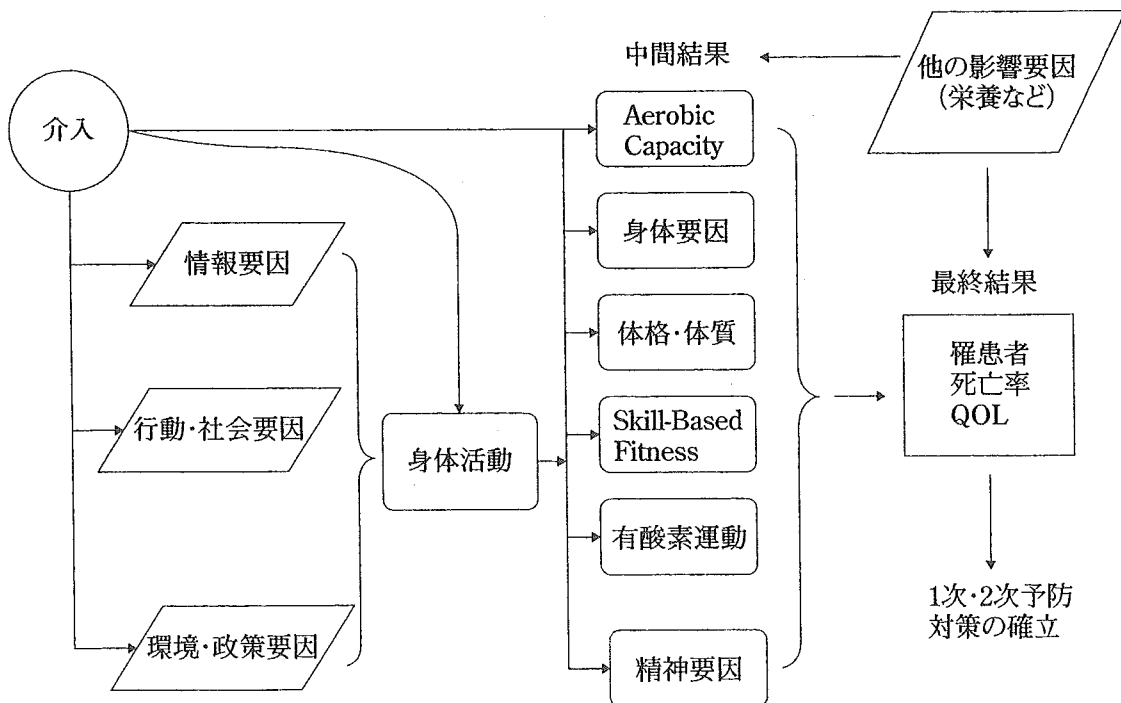 介入
情報要因
行動・社会要因
環境・政策要因
身体活動
中間結果
Aerobic
Capacity
身体要因
体格・体質
Skill-Based
Fitness
有酸素運動
精神要因
他の影響要因
(栄養など)
最終結果
罹患者
死亡率
QOL
1次・2次予防
対策の確立